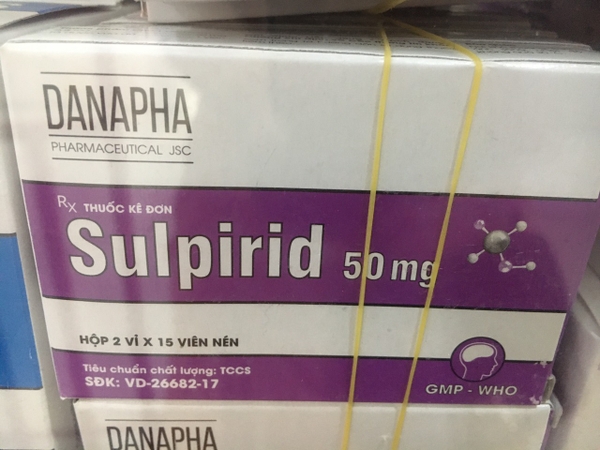 DANAPHA
PHARMACEUTICAL JSC
Rx THUỐC KÊ ĐƠN
Sulpirid 50 mg
HỘP 2 VỈ X 15 VIÊN NÉN
Tiêu chuẩn chất lượng: TCCS
SĐK: VD-26682-17
GMP - WHO
DANAPHA